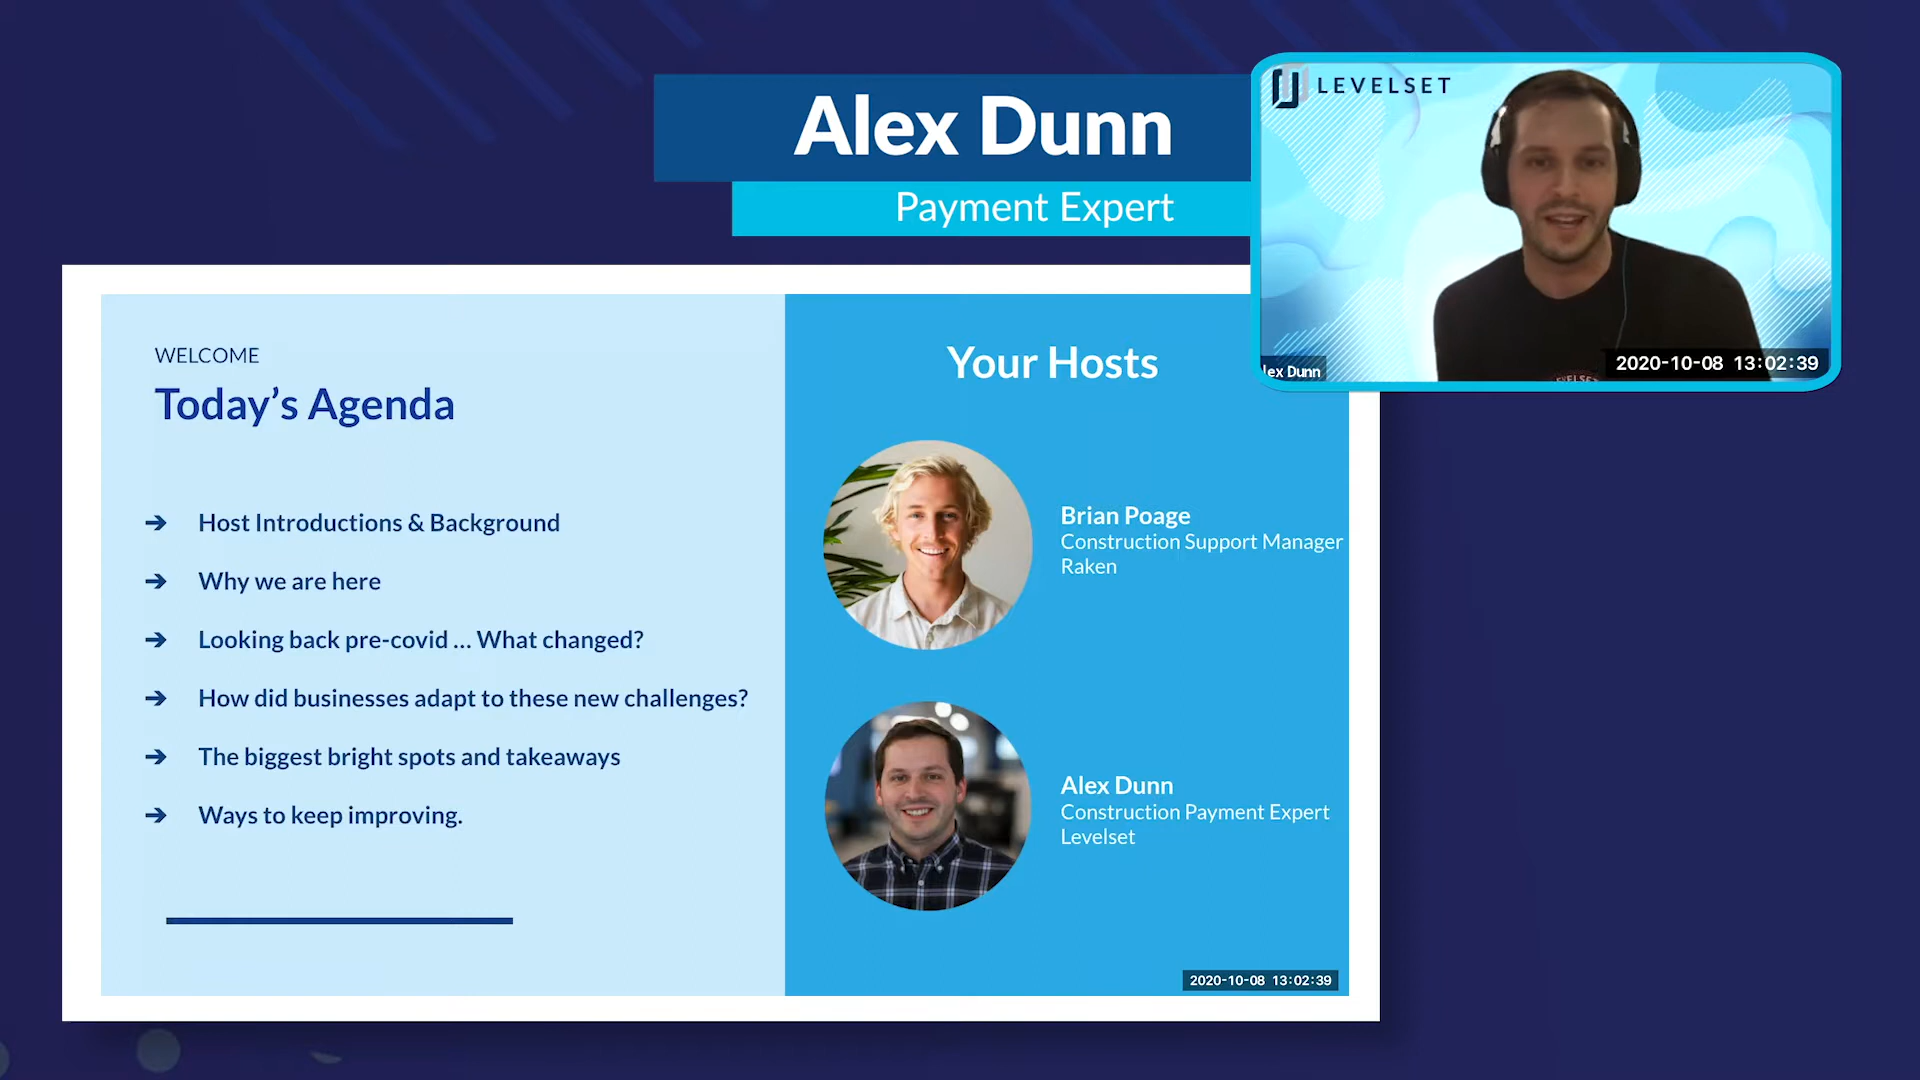 Alex Dunn
Payment Expert
LEVELSET
lex Dunn
2020-10-08 13:02:39
WELCOME
Today’s Agenda
➔ Host Introductions & Background
➔ Why we are here
➔ Looking back pre-covid ... What changed?
➔ How did businesses adapt to these new challenges?
➔ The biggest bright spots and takeaways
➔ Ways to keep improving.
Your Hosts
Brian Poage
Construction Support Manager
Raken
Alex Dunn
Construction Payment Expert
Levelset
2020-10-08 13:02:39